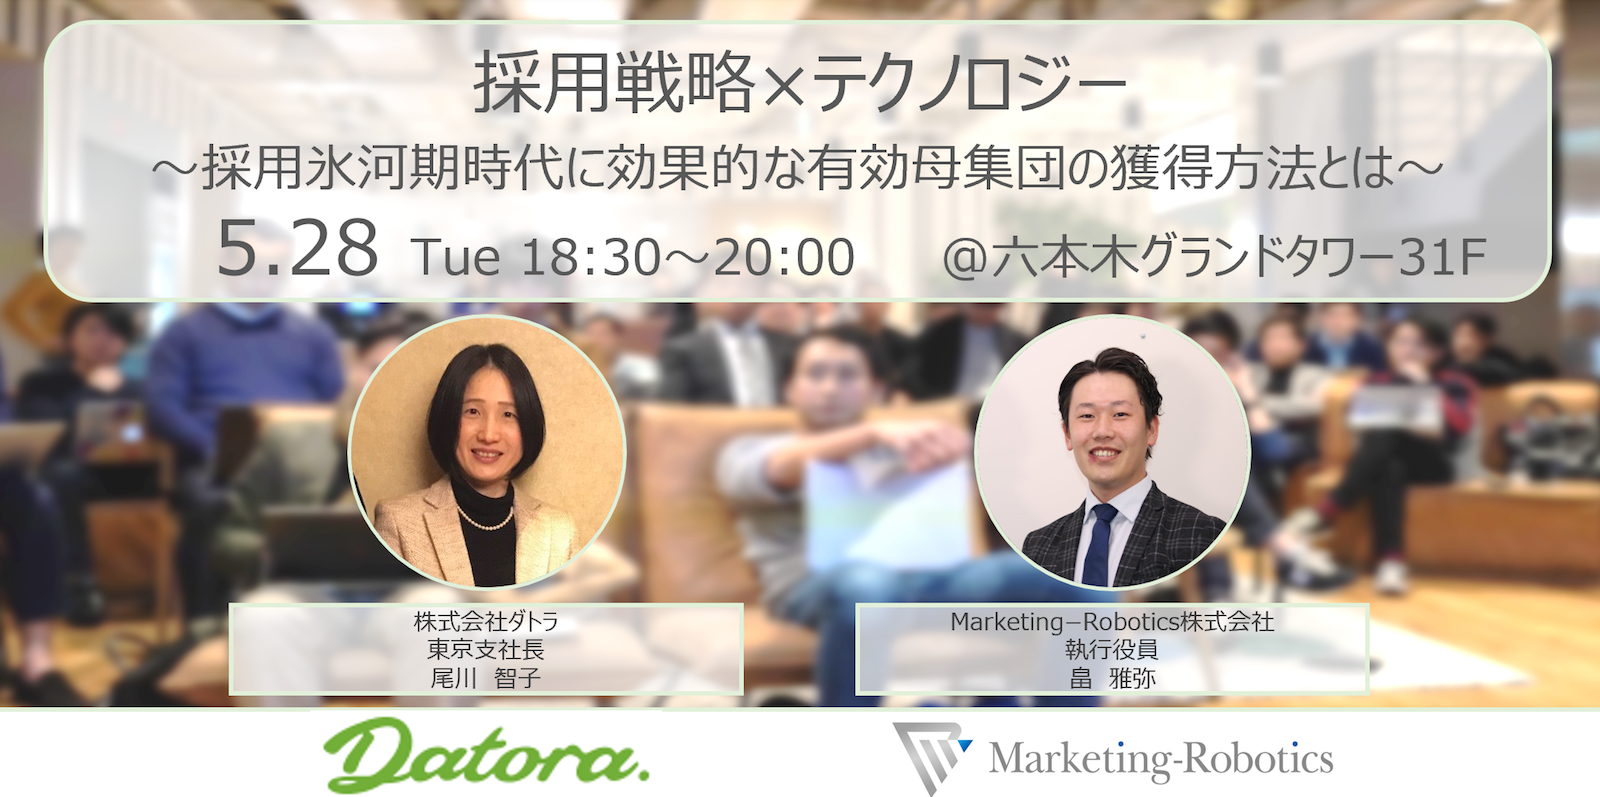 採用戦略×テクノロジー
～採用氷河期時代に効果的な有効母集団の獲得方法とは～
5.28 Tue 18:30～20:00 @六本木グランドタワー31F
株式会社ダトラ
東京支社長
尾川 智子
Marketing−Robotics株式会社
執行役員
畠 雅弥
Datora.
Marketing-Robotics